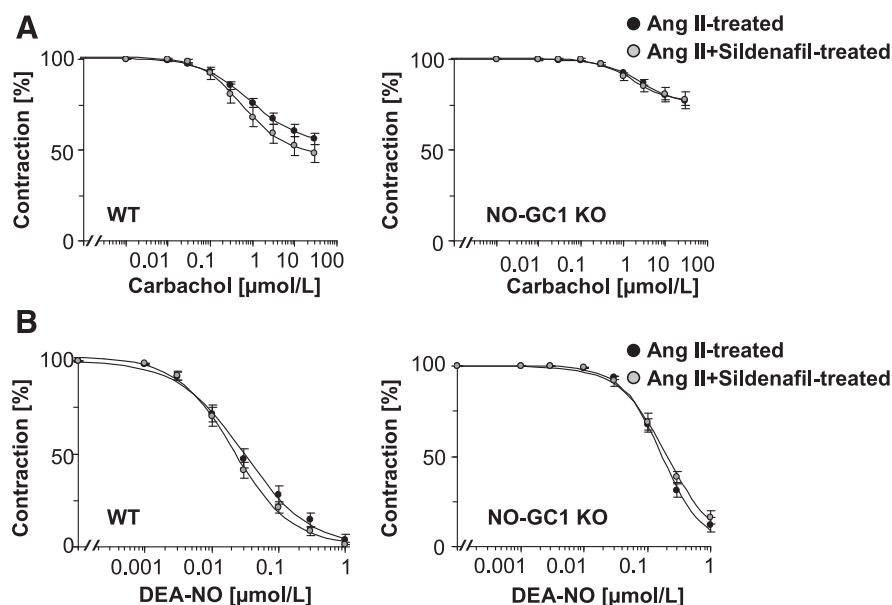 A
Contraction [%]
100
50
0
WT
0.01 0.1 1 10 100
Carbachol [µmol/L]
Contraction [%]
100
50
0
Ang II-treated
Ang II+Sildenafil-treated
NO-GC1 KO
0.01 0.1 1 10 100
Carbachol [µmol/L]
B
Contraction [%]
100
50
0
WT
0.001 0.01 0.1 1
DEA-NO [µmol/L]
Contraction [%]
100
50
0
Ang II-treated
Ang II+Sildenafil-treated
NO-GC1 KO
0.001 0.01 0.1 1
DEA-NO [µmol/L]